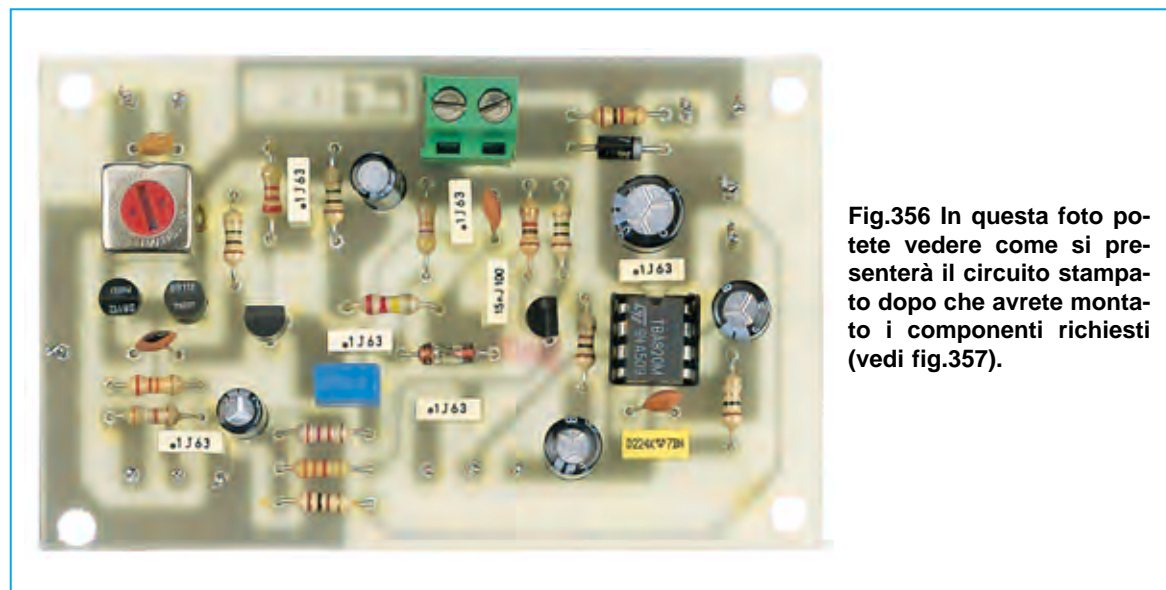 .1J63
.1J63
.1J63
15nJ100
.1J63
TBA820M
.1J63
.1J63
.1J63
Fig.356 In questa foto po-
tete vedere come si pre-
senterà il circuito stampa-
to dopo che avrete monta-
to i componenti richiesti
(vedi fig.357).